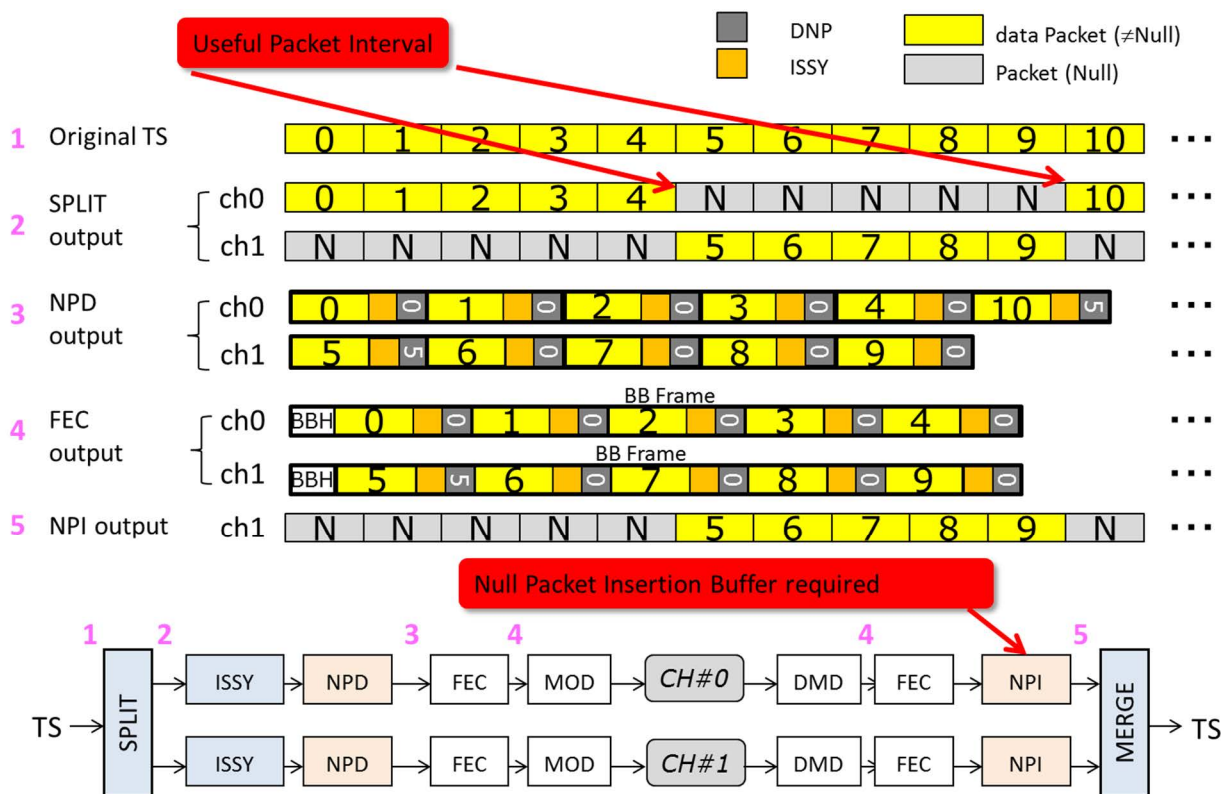 Useful Packet Interval
DNP
data Packet (≠Null)
ISSY
Packet (Null)
1 Original TS 0 1 2 3 4 5 6 7 8 9 10 ...
2 SPLIT output
ch0 0 1 2 3 4 N N N N N 10 ...
ch1 N N N N N 5 6 7 8 9 N ...
3 NPD output
ch0 0 0 1 0 2 0 3 0 4 0 10 5 ...
ch1 5 5 6 0 7 0 8 0 9 0 ...
BB Frame
4 FEC output
ch0 BBH 0 0 1 0 2 0 3 0 4 0 ...
BB Frame
ch1 BBH 5 5 6 0 7 0 8 0 9 0 ...
5 NPI output ch1 N N N N N 5 6 7 8 9 N ...
Null Packet Insertion Buffer required
1 2 3 4 4 5
TS SPLIT
ISSY NPD FEC MOD CH#0 DMD FEC NPI
ISSY NPD FEC MOD CH#1 DMD FEC NPI
MERGE TS